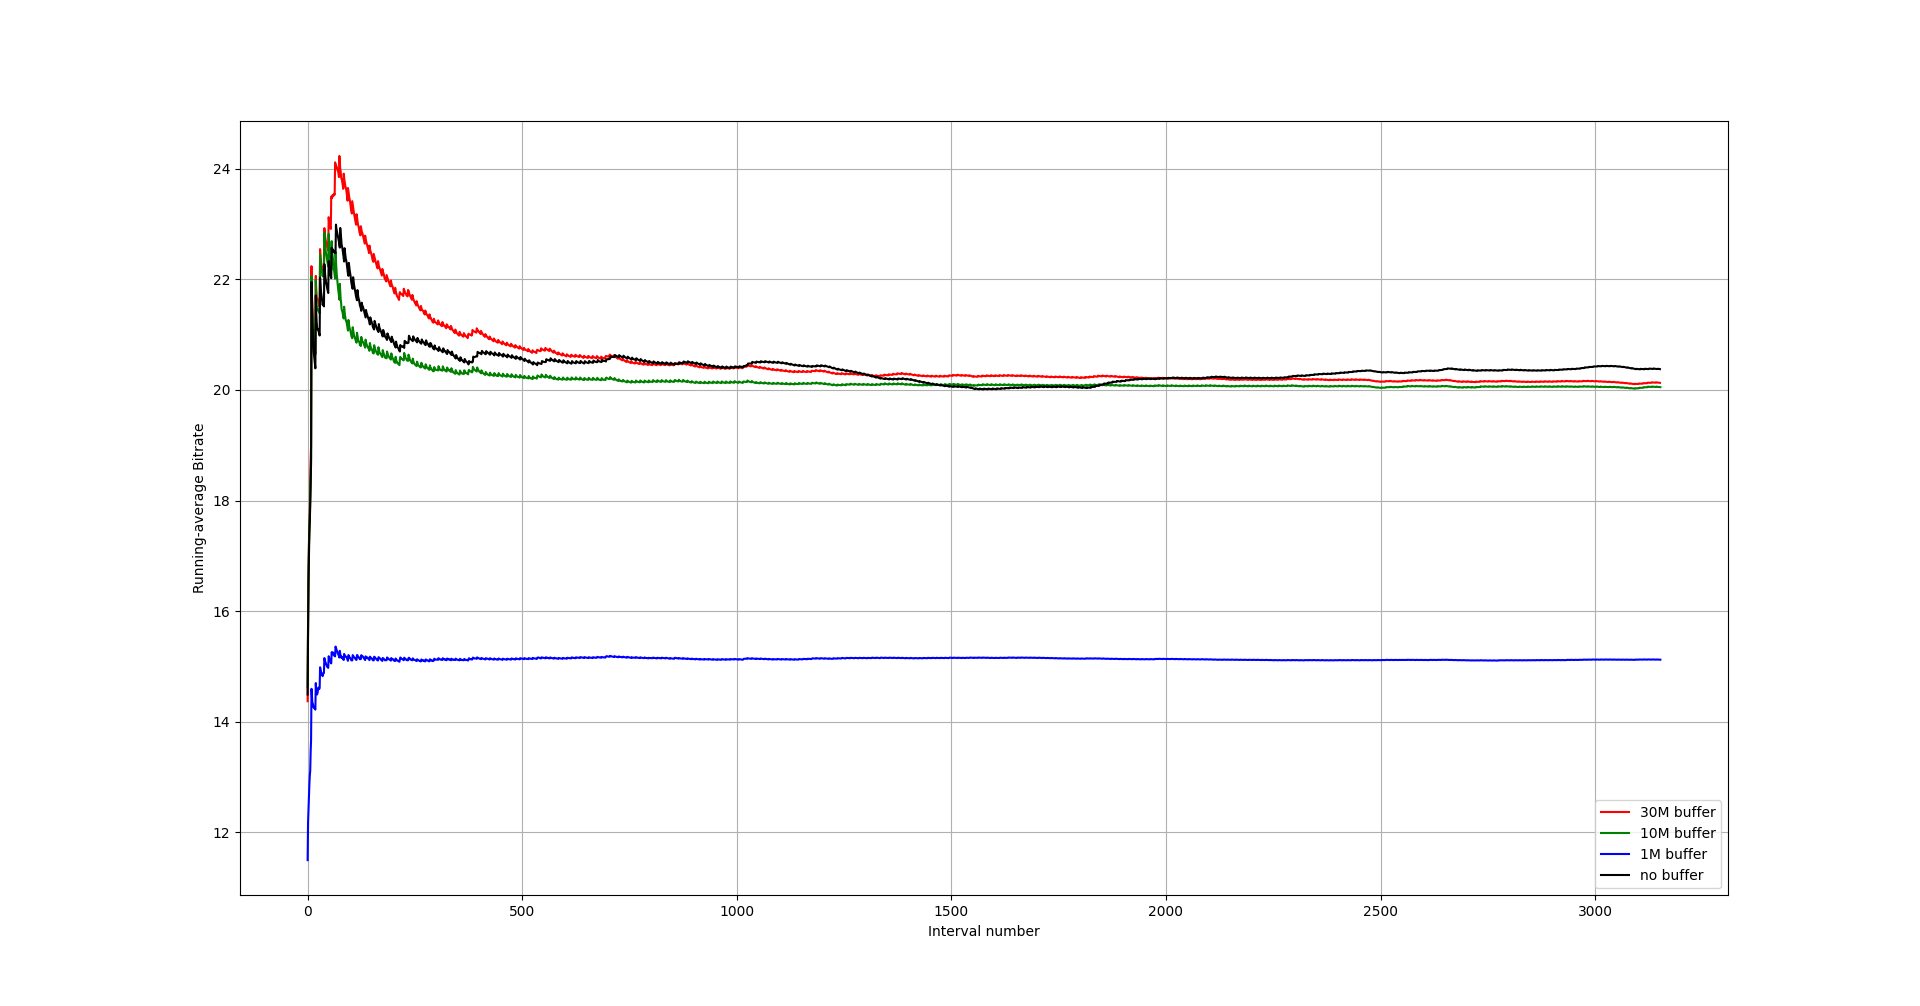 24
22
20
18
16
14
12
Running-average Bitrate
0 500 1000 1500 2000 2500 3000
Interval number
30M buffer
10M buffer
1M buffer
no buffer